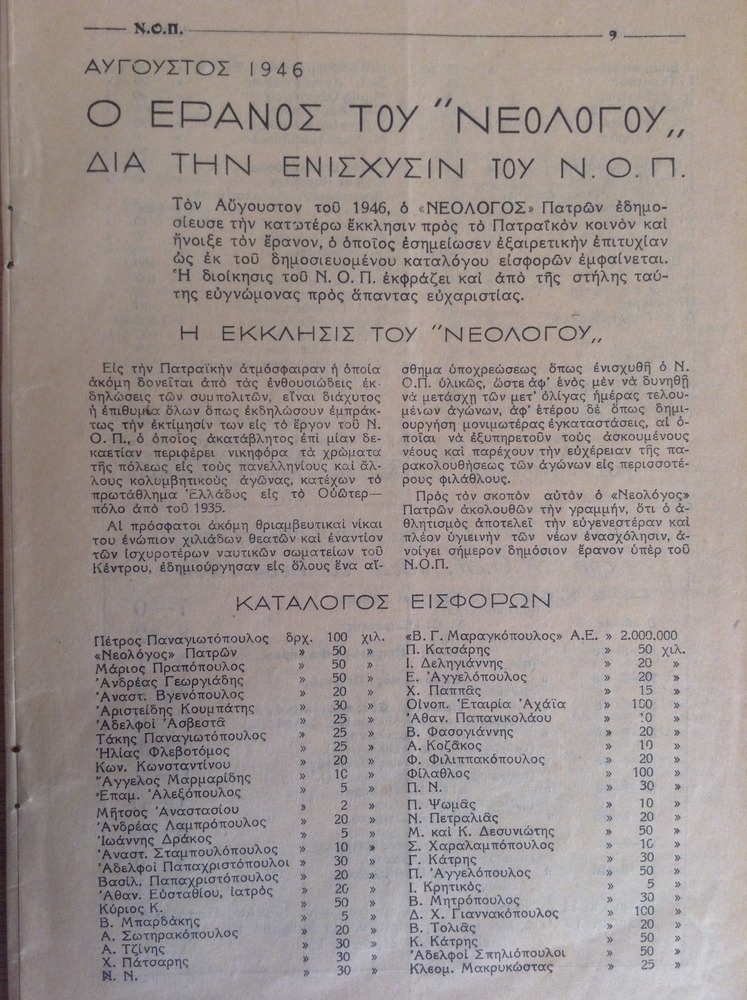 Ν.Ο.Π.
9
ΑΥΓΟΥΣΤΟΣ 1946
Ο ΕΡΑΝΟΣ ΤΟΥ "ΝΕΟΛΟΓΟΥ„
ΔΙΑ ΤΗΝ ΕΝΙΣΧΥΣΙΝ ΤΟΥ Ν.Ο.Π.
Τὸν Αὔγουστον τοῦ 1946, ὁ «ΝΕΟΛΟΓΟΣ» Πατρῶν ἐδημο-
σίευσε τὴν κατωτέρω ἔκκλησιν πρὸς τὸ Πατραϊκὸν κοινὸν καὶ
ἤνοιξε τὸν ἔρανον, ὁ ὁποῖος ἐσημείωσεν ἐξαιρετικὴν ἐπιτυχίαν
ὡς ἐκ τοῦ δημοσιευομένου καταλόγου εἰσφορῶν ἐμφαίνεται.
Ἡ διοίκησις τοῦ Ν.Ο.Π. ἐκφράζει καὶ ἀπὸ τῆς στήλης ταύ-
της εὐγνώμονας πρὸς ἅπαντας εὐχαριστίας.
Η ΕΚΚΛΗΣΙΣ ΤΟΥ "ΝΕΟΛΟΓΟΥ„
Εἰς τὴν Πατραϊκὴν ἀτμόσφαιραν ἡ ὁποία
ἀκόμη δονεῖται ἀπὸ τὰς ἐνθουσιώδεις ἐκ-
δηλώσεις τῶν συμπολιτῶν, εἶναι διάχυτος
ἡ ἐπιθυμία ὅλων ὅπως ἐκδηλώσουν ἐμπράκ-
τως τὴν ἐκτίμησίν των εἰς τὸ ἔργον τοῦ Ν.
Ο. Π., ὁ ὁποῖος ἀκατάβλητος ἐπὶ μίαν δε-
καετίαν περιφέρει νικηφόρα τὰ χρώματα
τῆς πόλεως εἰς τοὺς πανελληνίους καὶ ἄλ-
λους κολυμβητικοὺς ἀγῶνας, κατέχων τὸ
πρωτάθλημα Ἑλλάδος εἰς τὸ Οὐῶτερ—
πόλο ἀπὸ τοῦ 1935.
Αἱ πρόσφατοι ἀκόμη θριαμβευτικαὶ νίκαι
του ἐνώπιον χιλιάδων θεατῶν καὶ ἐναντίον
τῶν ἰσχυροτέρων ναυτικῶν σωματείων τοῦ
Κέντρου, ἐδημιούργησαν εἰς ὅλους ἕνα αἴ-
σθημα ὑποχρεώσεως ὅπως ἐνισχυθῇ ὁ Ν.
Ο.Π. ὑλικῶς, ὥστε ἀφ' ἑνὸς μὲν νὰ δυνηθῇ
νὰ μετάσχῃ τῶν μετ' ὀλίγας ἡμέρας τελου-
μένων ἀγώνων, ἀφ' ἑτέρου δὲ ὅπως δημι-
ουργήσῃ μονιμωτέρας ἐγκαταστάσεις, αἱ ὁ-
ποῖαι νὰ ἐξυπηρετοῦν τοὺς ἀσκουμένους
νέους καὶ παρέχουν τὴν εὐχέρειαν τῆς πα-
ρακολουθήσεως τῶν ἀγώνων εἰς περισσοτέ-
ρους φιλάθλους.
Πρὸς τὸν σκοπὸν αὐτὸν ὁ «Νεολόγος»
Πατρῶν ἀκολουθῶν τὴν γραμμήν, ὅτι ὁ ἀ-
θλητισμὸς ἀποτελεῖ τὴν εὐγενεστέραν καὶ
πλέον ὑγιεινὴν τῶν νέων ἐνασχόλησιν, ἀ-
νοίγει σήμερον δημόσιον ἔρανον ὑπὲρ τοῦ
Ν.Ο.Π.
ΚΑΤΑΛΟΓΟΣ ΕΙΣΦΟΡΩΝ
Πέτρος Παναγιωτόπουλος δρχ. 100 χιλ.
«Νεολόγος» Πατρῶν » 50 »
Μάριος Πραπόπουλος » 50 »
Ἀνδρέας Γεωργιάδης » 50 »
Ἀναστ. Βγενόπουλος » 20 »
Ἀριστείδης Κουμπάτης » 30 »
Ἀδελφοὶ Ἀσβεστᾶ » 25 »
Τάκης Παναγιωτόπουλος » 25 »
Ἠλίας Φλεβοτόμος » 25 »
Κων. Κωνσταντίνου » 20 »
Ἄγγελος Μαρμαρίδης » 10 »
Ἐπαμ. Ἀλεξόπουλος » 5 »
Μῆτσος Ἀναστασίου » 2 »
Ἀνδρέας Λαμπρόπουλος » 20 »
Ἰωάννης Δράκος » 5 »
Ἀναστ. Σταμπουλόπουλος » 10 »
Ἀδελφοὶ Παπαχριστόπουλοι » 30 »
Βασίλ. Παπαχριστόπουλος » 20 »
Ἀθαν. Εὐσταθίου, ἰατρὸς » 20 »
Κύριος Κ. » 50 »
Β. Μπαρδάκης » 5 »
Α. Σωτηρακόπουλος » 20 »
Α. Τζίνης » 30 »
Χ. Πάτσαρης » 30 »
Ν. Ν. » 30 »
«Β. Γ. Μαραγκόπουλος» Α.Ε. » 2.000.000
Π. Κατσάρης » 50 χιλ.
Ι. Δεληγιάννης » 20 »
Ε. Ἀγγελόπουλος » 20 »
Χ. Παππᾶς » 15 »
Οἰνοπ. Ἑταιρία Ἀχάϊα » 100 »
Ἀθαν. Παπανικολάου » 10 »
Β. Φασογιάννης » 20 »
Α. Κοζᾶκος » 10 »
Φ. Φιλιππακόπουλος » 20 »
Φίλαθλος » 100 »
Π. Ν. » 30 »
Π. Ψωμᾶς » 10 »
Ν. Πετραλιᾶς » 20 »
Μ. καὶ Κ. Δεσυνιώτης » 50 »
Σ. Χαραλαμπόπουλος » 10 »
Γ. Κάτρης » 30 »
Π. Ἀγγελόπουλος » 50 »
Ι. Κρητικὸς » 5 »
Β. Μητρόπουλος » 30 »
Δ. Χ. Γιαννακόπουλος » 100 »
Β. Τολιᾶς » 20 »
Κ. Κάτρης » 50 »
Ἀδελφοὶ Σπηλιόπουλοι » 50 »
Κλεομ. Μακρυκώστας » 25 »